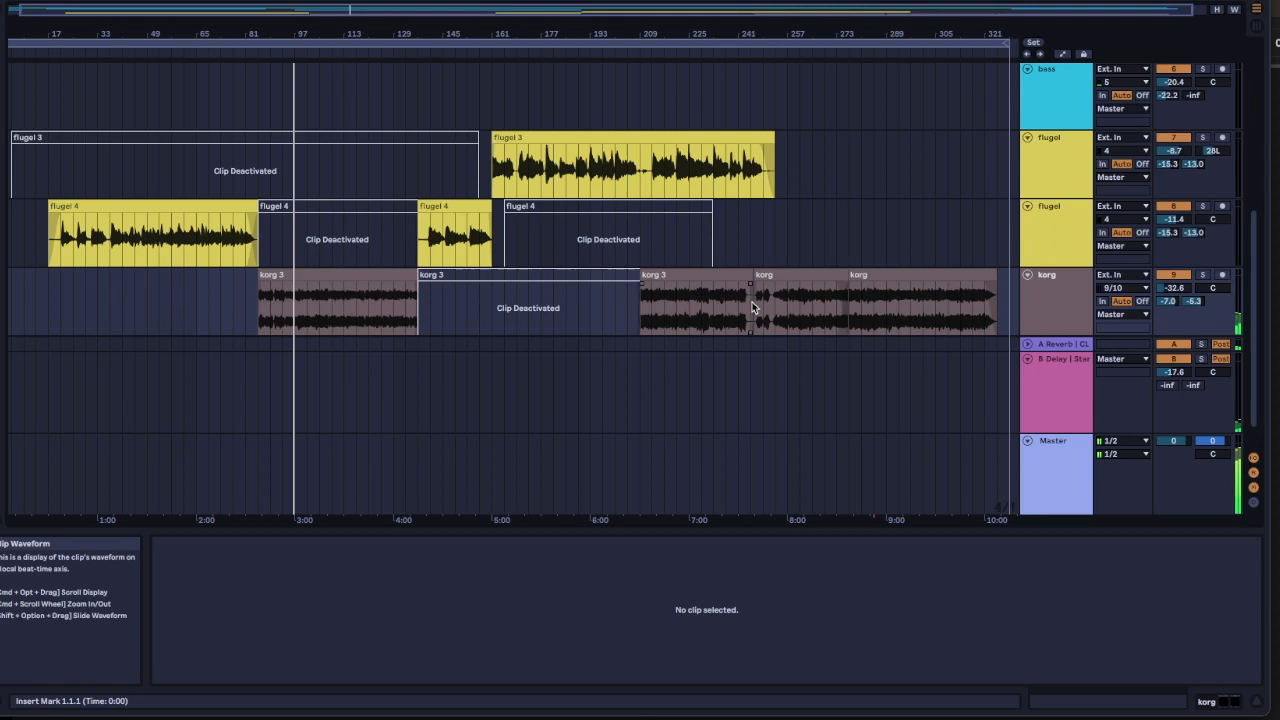 H W
17 33 49 65 81 97 113 129 145 161 177 193 209 225 241 257 273 289 305 321
Set
bass Ext. In 6 S
5 -20.4 C
In Auto Off -22.2 -inf
Master
flugel 3 flugel 3 flugel Ext. In 7 S
4 -8.7 28L
In Auto Off -15.3 -13.0
Clip Deactivated
Master
flugel 4 flugel 4 flugel 4 flugel 4 flugel Ext. In 8 S
4 -11.4 C
In Auto Off -15.3 -13.0
Clip Deactivated Clip Deactivated
Master
korg 3 korg 3 korg 3 korg korg korg Ext. In 9 S
9/10 -32.6 C
In Auto Off -7.0 -5.3
Clip Deactivated
Master
A Reverb | CL A S Post
B Delay | Star Master B S Post
-17.6 C
-inf -inf
Master 1/2 0 0
1/2 C
4/1
1:00 2:00 3:00 4:00 5:00 6:00 7:00 8:00 9:00 10:00
lip Waveform
his is a display of the clip's waveform on
local beat-time axis.
Cmd + Opt + Drag] Scroll Display
Cmd + Scroll Wheel] Zoom In/Out
Shift + Option + Drag] Slide Waveform
No clip selected.
Insert Mark 1.1.1 (Time: 0:00)
korg